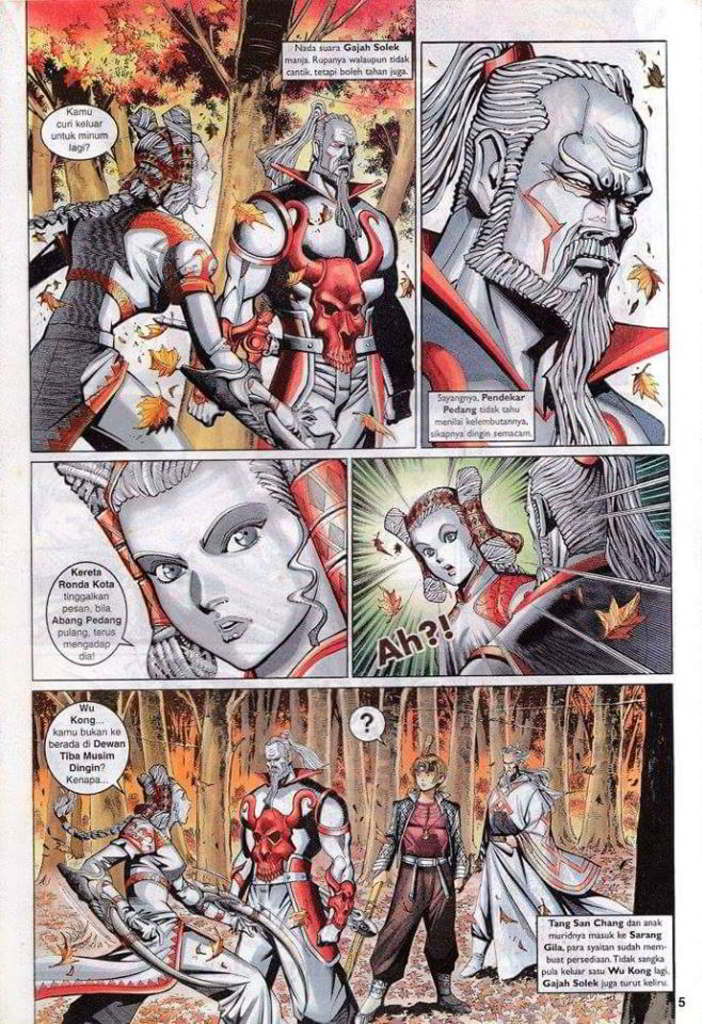 Nada suara Gajah Solek
manja. Rupanya walaupun tidak
cantik, tetapi boleh tahan juga.
Kamu
curi keluar
untuk minum
lagi?
Sayangnya, Pendekar
Pedang tidak tahu
menilai kelembutannya,
sikapnya dingin semacam.
Kereta
Ronda Kota
tinggalkan
pesan, bila
Abang Pedang
pulang, terus
mengadap
dia!
Ah?!
Wu
Kong...
kamu bukan ke
berada di Dewan
Tiba Musim
Dingin?
Kenapa...
?
Tang San Chang dan anak
muridnya masuk ke Sarang
Gila, para syaitan sudah mem-
buat persediaan. Tidak sangka
pula keluar satu Wu Kong lagi,
Gajah Solek juga turut keliru.
5